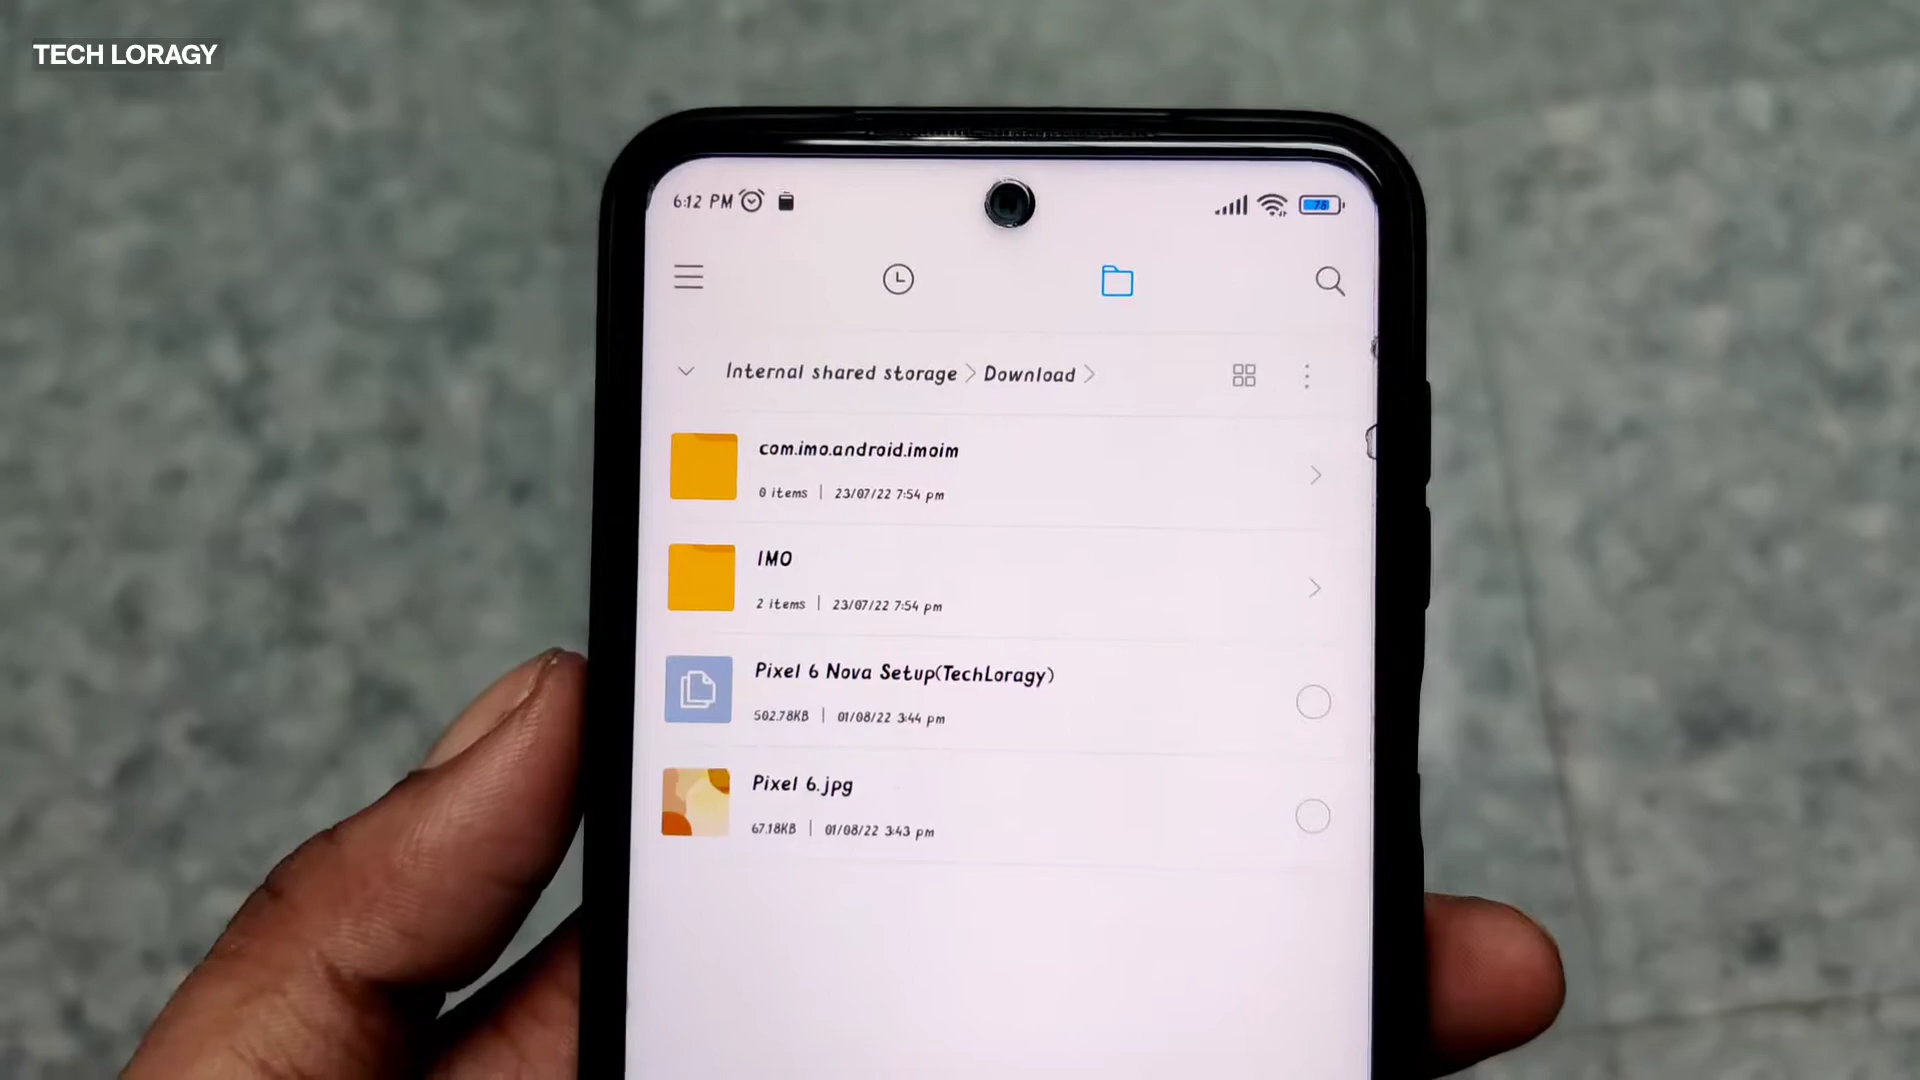 TECH LORAGY
6:12 PM
78
Internal shared storage > Download >
com.imo.android.imoim
0 items | 23/07/22 7:54 pm
IMO
2 items | 23/07/22 7:54 pm
Pixel 6 Nova Setup(TechLoragy)
502.78KB | 01/08/22 3:44 pm
Pixel 6.jpg
67.18KB | 01/08/22 3:43 pm